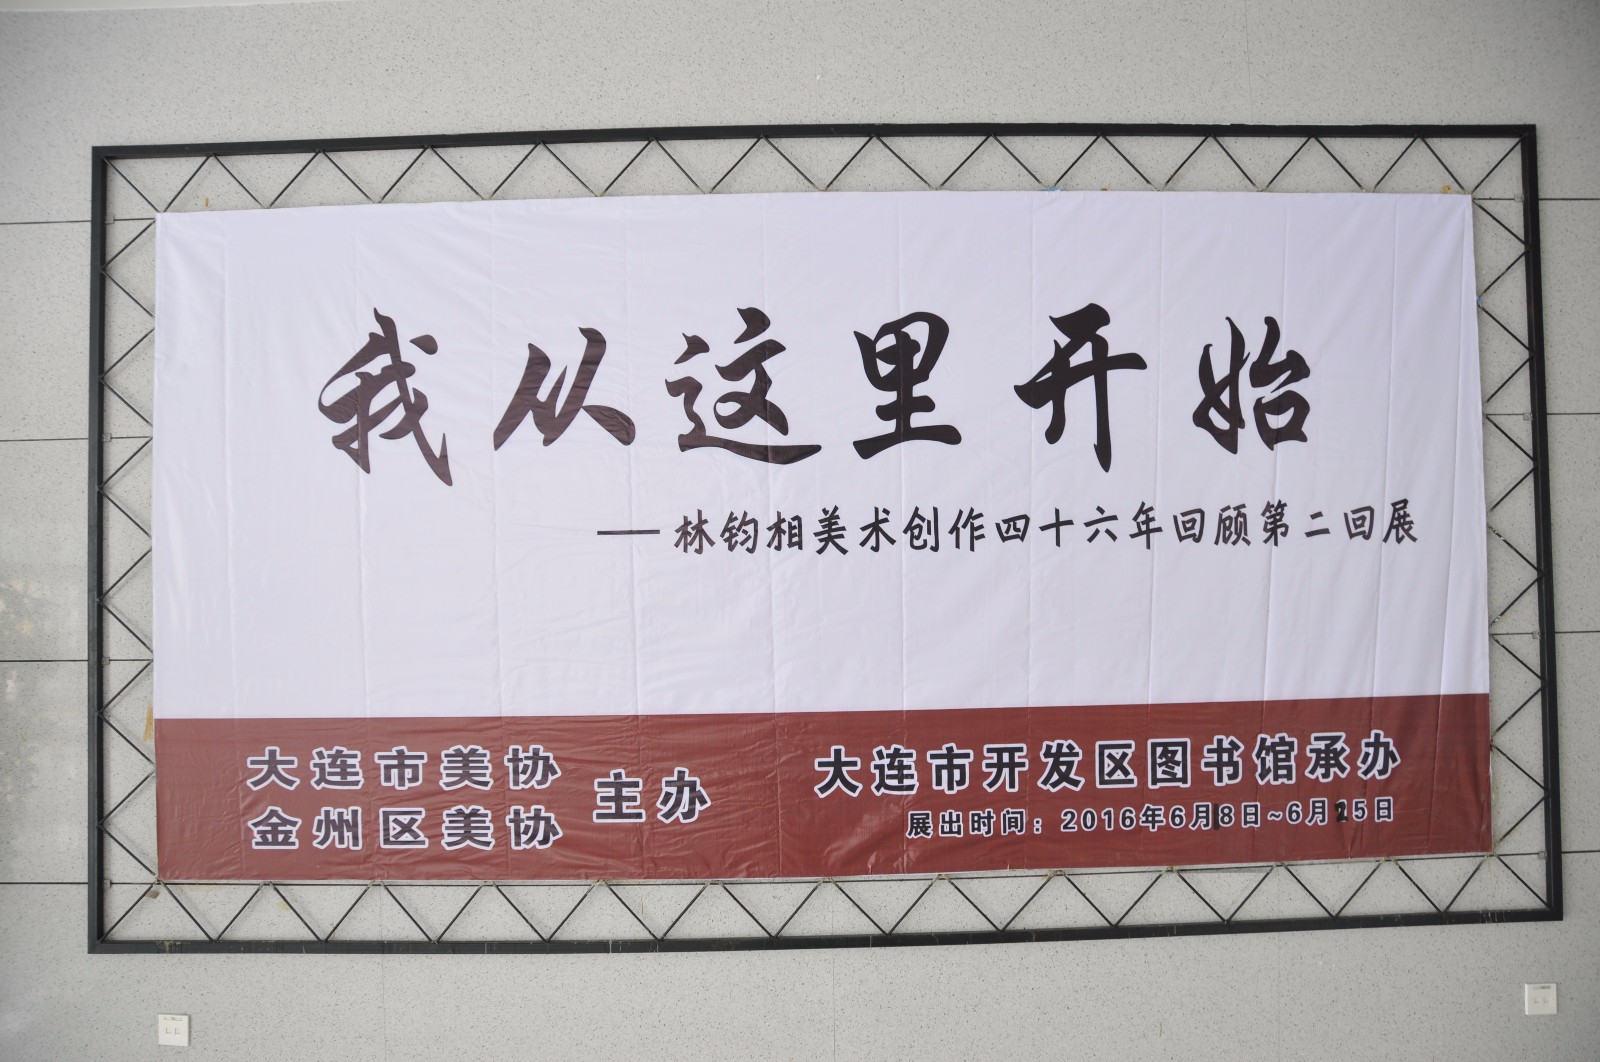 我从这里开始
——林钧相美术创作四十六年回顾第二回展
大连市美协
金州区美协
主办
大连市开发区图书馆承办
展出时间：2016年6月18日~6月25日